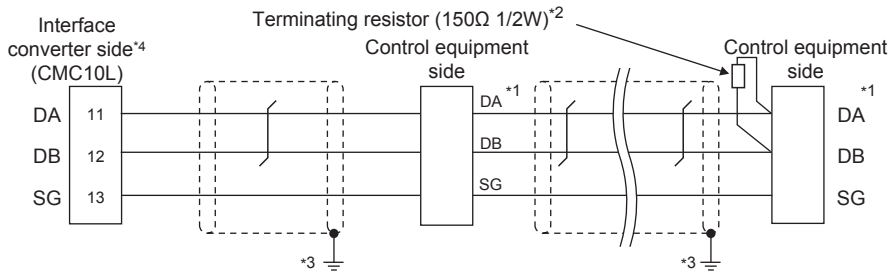 Terminating resistor (150Ω 1/2W)*2
Interface
converter side*4
(CMC10L)
Control equipment
side
Control equipment
side
DA 11 DA *1 DA *1
DB 12 DB DB
SG 13 SG SG
*3 *3